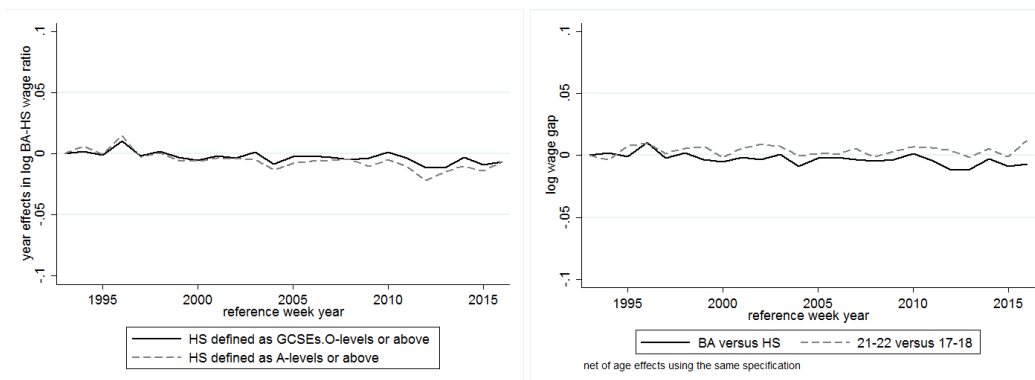 year effects in log BA-HS wage ratio
.1
.05
0
-.05
-.1
1995 2000 2005 2010 2015
reference week year
HS defined as GCSEs.O-levels or above
HS defined as A-levels or above
log wage gap
.1
.05
0
-.05
-.1
1995 2000 2005 2010 2015
reference week year
BA versus HS 21-22 versus 17-18
net of age effects using the same specification